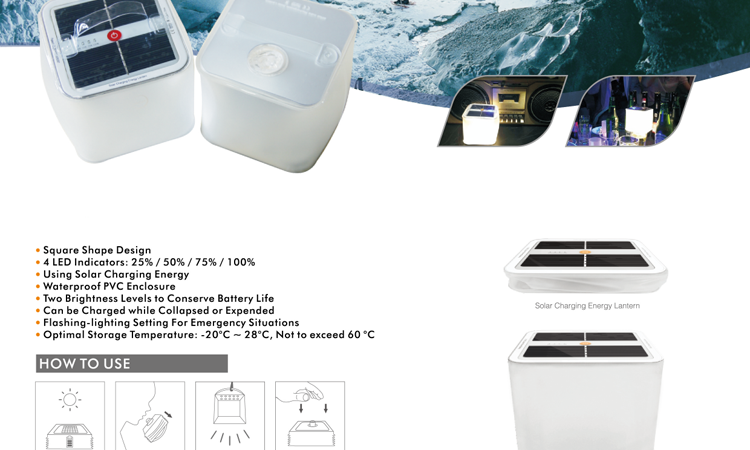 • Square Shape Design
• 4 LED Indicators: 25% / 50% / 75% / 100%
• Using Solar Charging Energy
• Waterproof PVC Enclosure
• Two Brightness Levels to Conserve Battery Life
• Can be Charged while Collapsed or Expended
• Flashing-lighting Setting For Emergency Situations
• Optimal Storage Temperature: -20°C ~ 28°C, Not to exceed 60 °C
Solar Charging Energy Lantern
HOW TO USE